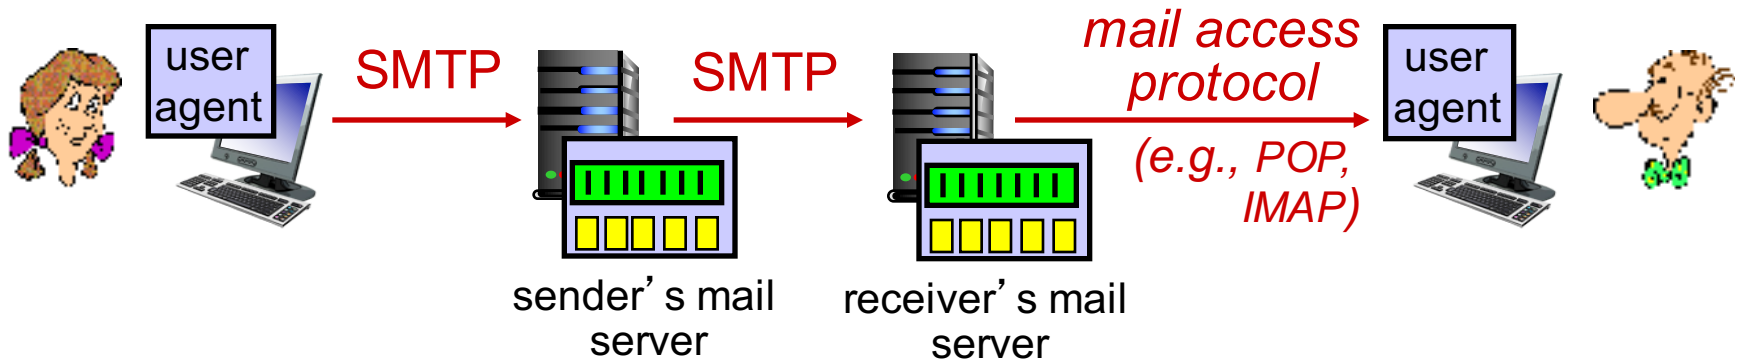 user
agent
SMTP
SMTP
mail access
protocol
(e.g., POP,
IMAP)
user
agent
sender’s mail
server
receiver’s mail
server